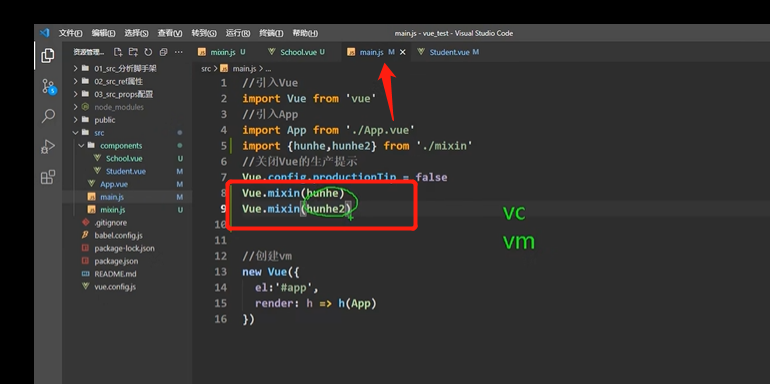 文件(F) 编辑(E) 选择(S) 查看(V) 转到(G) 运行(R) 终端(T) 帮助(H) main.js - vue_test - Visual Studio Code
资源管理... mixin.js U School.vue U main.js M Student.vue M
src > main.js > ...
01_src_分析脚手架
02_src_ref属性
03_src_props配置
node_modules
public
src
components
School.vue U
Student.vue M
App.vue M
main.js M
mixin.js U
.gitignore
babel.config.js
package-lock.json
package.json
README.md
vue.config.js
5
1 //引入Vue
2 import Vue from 'vue'
3 //引入App
4 import App from './App.vue'
5 import {hunhe,hunhe2} from './mixin'
6 //关闭Vue的生产提示
7 Vue.config.productionTip = false
8 Vue.mixin(hunhe)
9 Vue.mixin(hunhe2)
10
11
12 //创建vm
13 new Vue({
14 el:'#app',
15 render: h => h(App)
16 })
vc
vm